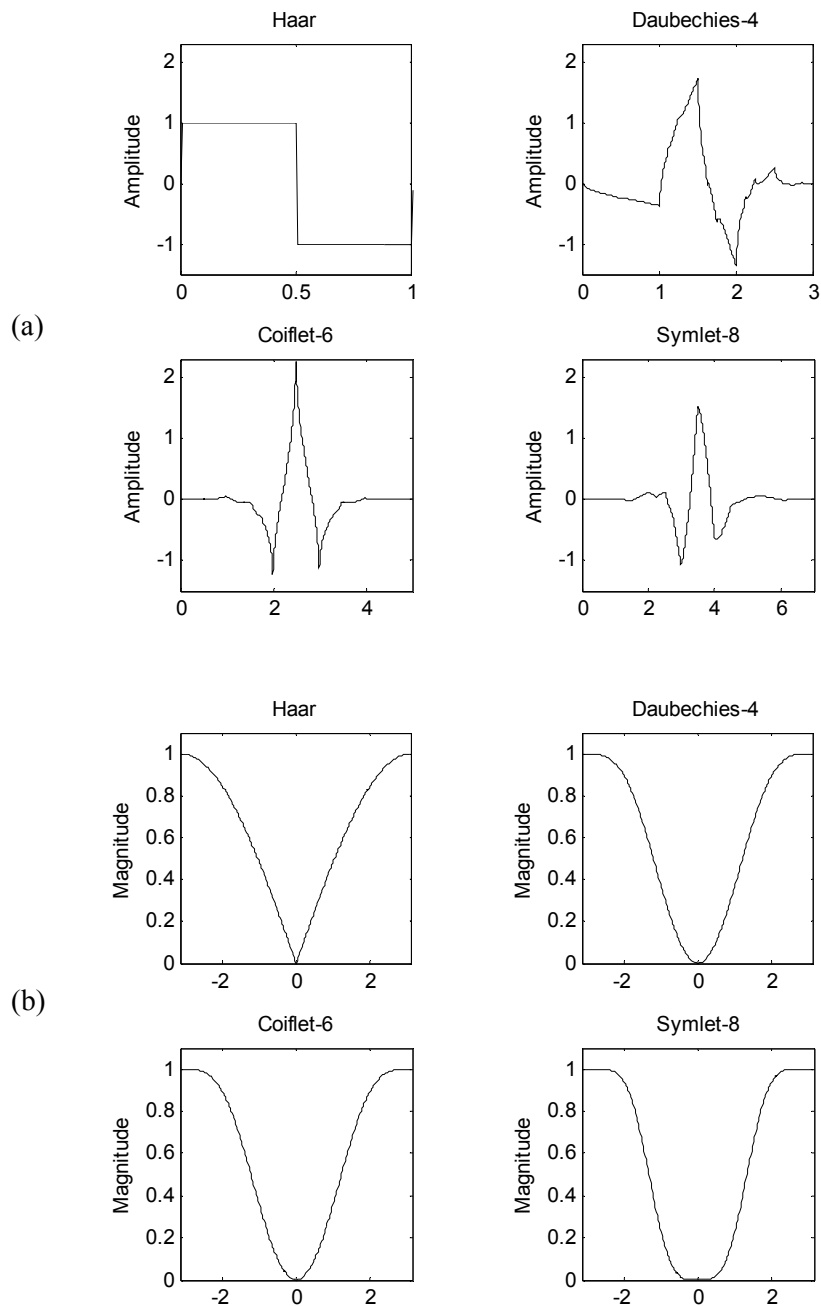 Haar
Amplitude
2
1
0
-1
0 0.5 1
Daubechies-4
Amplitude
2
1
0
-1
0 1 2 3
(a)
Coiflet-6
Amplitude
2
1
0
-1
0 2 4
Symlet-8
Amplitude
2
1
0
-1
0 2 4 6
Haar
Magnitude
1
0.8
0.6
0.4
0.2
0
-2 0 2
Daubechies-4
Magnitude
1
0.8
0.6
0.4
0.2
0
-2 0 2
(b)
Coiflet-6
Magnitude
1
0.8
0.6
0.4
0.2
0
-2 0 2
Symlet-8
Magnitude
1
0.8
0.6
0.4
0.2
0
-2 0 2